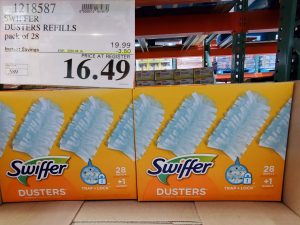 1218587
SWIFFER
DUSTERS REFILLS
pack of 28
19.99
Instant Savings
-3.50
PRICE AT REGISTER
16.49
Swiffer
DUSTERS
TRAP + LOCK
28
+1
Swiffer
DUSTERS
TRAP + LOCK
28
+1